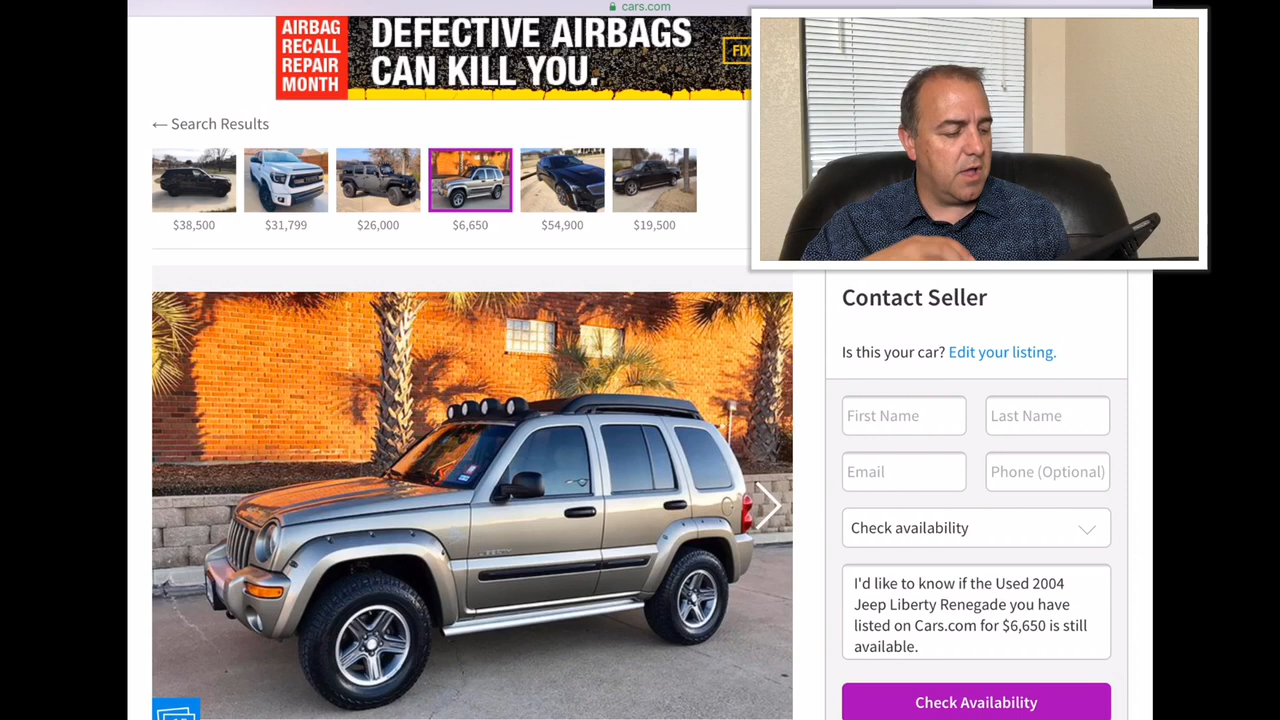 cars.com
AIRBAG
RECALL
REPAIR
MONTH
DEFECTIVE AIRBAGS
CAN KILL YOU.
FIX
← Search Results
$38,500
$31,799
$26,000
$6,650
$54,900
$19,500
Contact Seller
Is this your car? Edit your listing.
First Name
Last Name
Email
Phone (Optional)
Check availability
I'd like to know if the Used 2004
Jeep Liberty Renegade you have
listed on Cars.com for $6,650 is still
available.
Check Availability